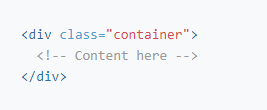 <div class="container">
  <!-- Content here -->
</div>